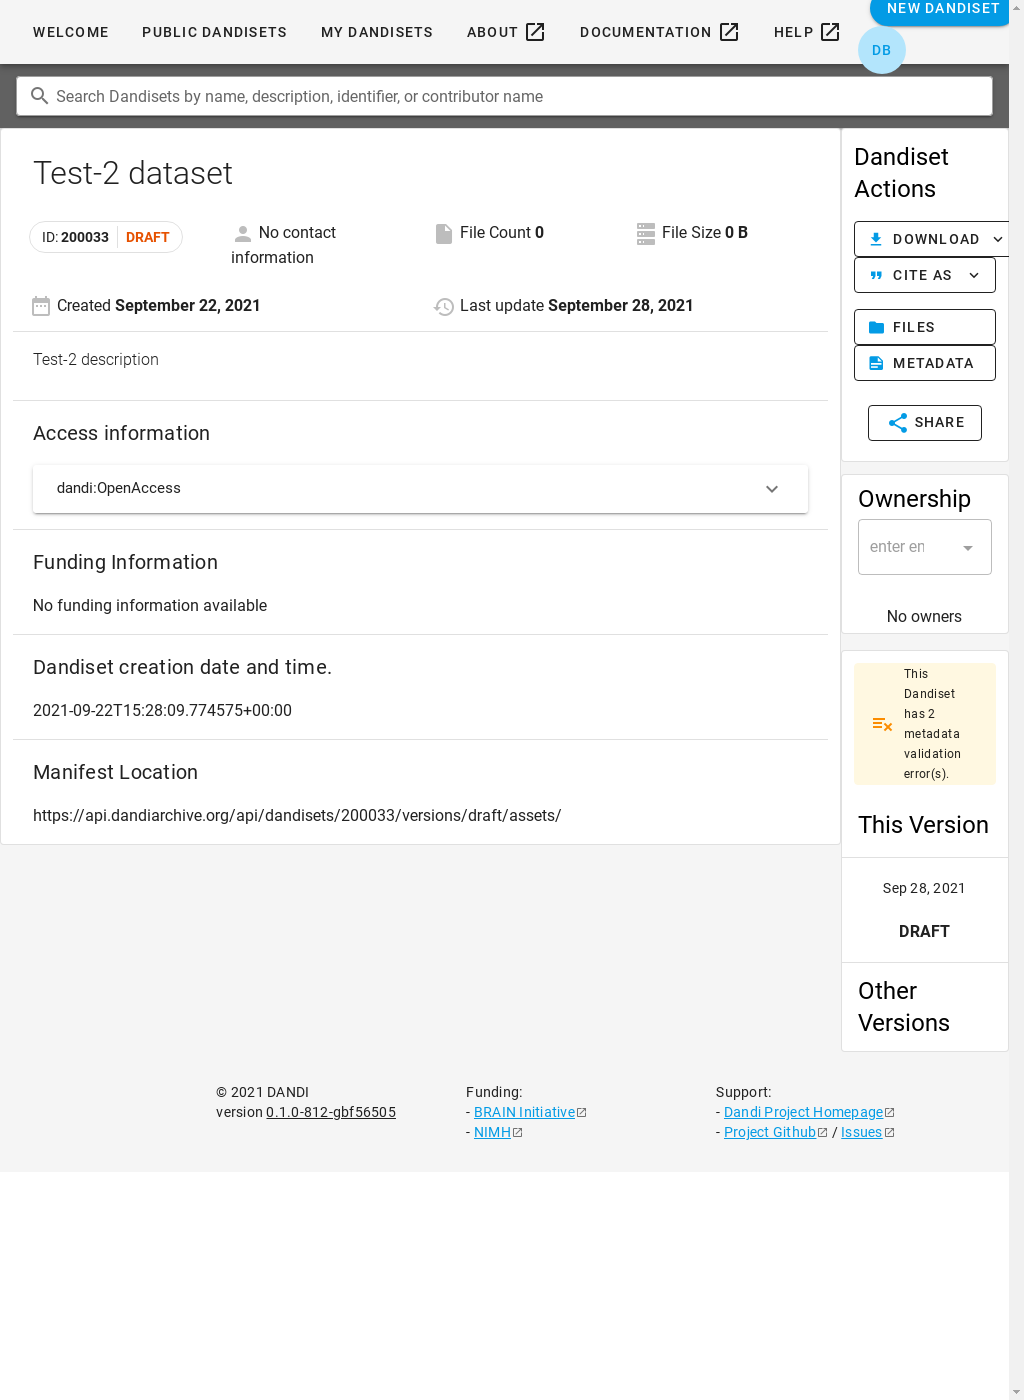 WELCOME PUBLIC DANDISETS MY DANDISETS ABOUT DOCUMENTATION HELP NEW DANDISET
DB
Search Dandisets by name, description, identifier, or contributor name
Test-2 dataset
ID: 200033 DRAFT
No contact information
File Count 0
File Size 0 B
Created September 22, 2021
Last update September 28, 2021
Test-2 description
Access information
dandi:OpenAccess
Funding Information
No funding information available
Dandiset creation date and time.
2021-09-22T15:28:09.774575+00:00
Manifest Location
https://api.dandiarchive.org/api/dandisets/200033/versions/draft/assets/
Dandiset
Actions
DOWNLOAD
CITE AS
FILES
METADATA
SHARE
Ownership
enter en
No owners
This
Dandiset
has 2
metadata
validation
error(s).
This Version
Sep 28, 2021
DRAFT
Other
Versions
© 2021 DANDI
version 0.1.0-812-gbf56505
Funding:
- BRAIN Initiative
- NIMH
Support:
- Dandi Project Homepage
- Project Github / Issues